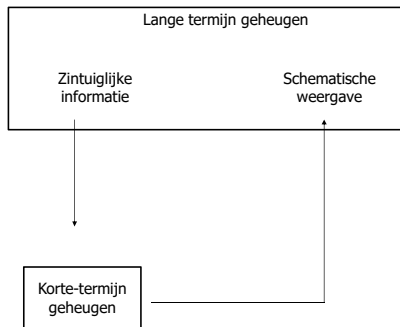 Lange termijn geheugen
Zintuiglijke
informatie
Schematische
weergave
Korte-termijn
geheugen